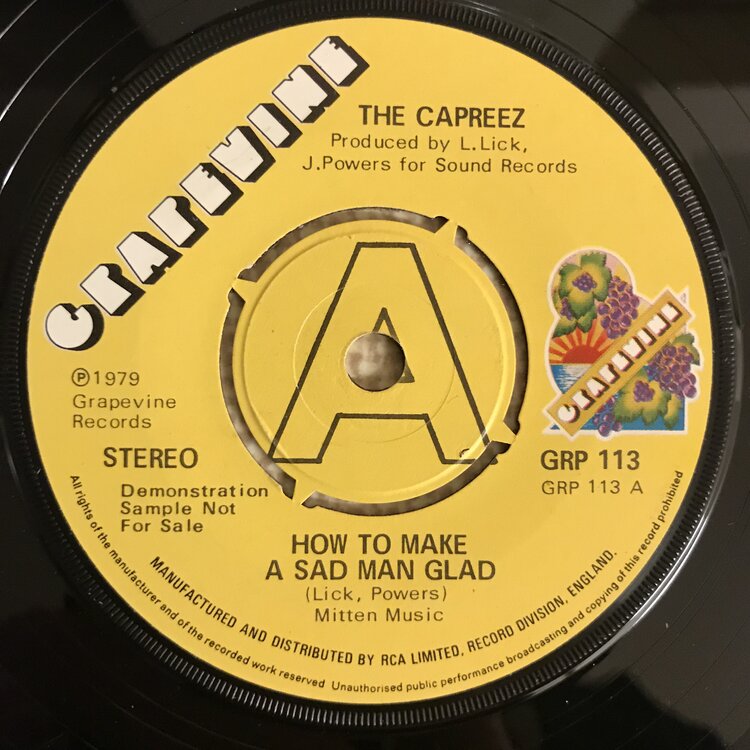 GRAPEVINE
THE CAPREEZ
Produced by L.Lick,
J.Powers for Sound Records
A
℗1979
Grapevine
Records
STEREO
Demonstration
Sample Not
For Sale
GRAPEVINE
GRP 113
GRP 113 A
HOW TO MAKE
A SAD MAN GLAD
(Lick, Powers)
Mitten Music
MANUFACTURED AND DISTRIBUTED BY RCA LIMITED, RECORD DIVISION, ENGLAND.
All rights of the manufacturer and of the recorded work reserved Unauthorised public performance broadcasting and copying of this record prohibited